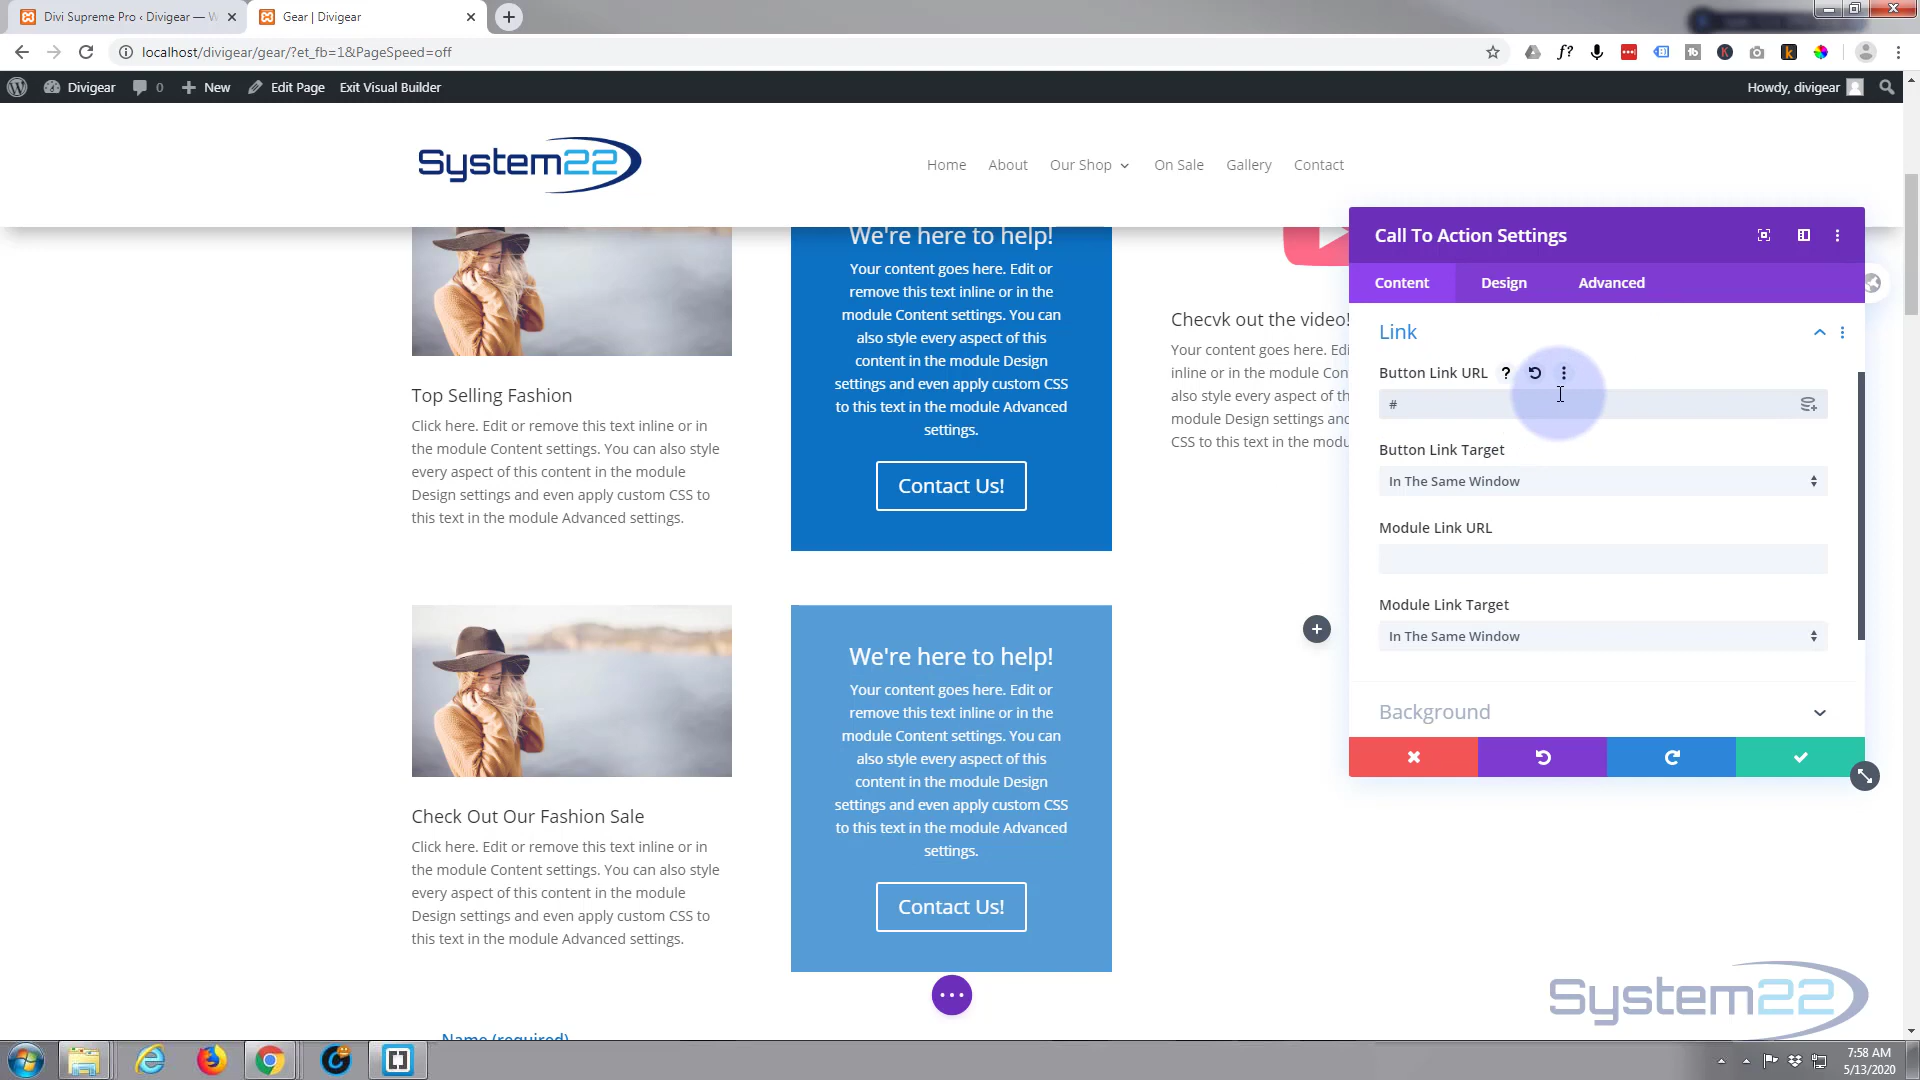 Divi Supreme Pro ‹ Divigear — W
Gear | Divigear
localhost/divigear/gear/?et_fb=1&PageSpeed=off
f?
Divigear
0
New
Edit Page
Exit Visual Builder
Howdy, divigear
System22
Home
About
Our Shop
On Sale
Gallery
Contact
Top Selling Fashion
Click here. Edit or remove this text inline or in
the module Content settings. You can also style
every aspect of this content in the module
Design settings and even apply custom CSS to
this text in the module Advanced settings.
We're here to help!
Your content goes here. Edit or
remove this text inline or in the
module Content settings. You can
also style every aspect of this
content in the module Design
settings and even apply custom CSS
to this text in the module Advanced
settings.
Contact Us!
Checvk out the video!
Your content goes here. Edi
inline or in the module Con
also style every aspect of th
module Design settings and
CSS to this text in the modu
Check Out Our Fashion Sale
Click here. Edit or remove this text inline or in
the module Content settings. You can also style
every aspect of this content in the module
Design settings and even apply custom CSS to
this text in the module Advanced settings.
We're here to help!
Your content goes here. Edit or
remove this text inline or in the
module Content settings. You can
also style every aspect of this
content in the module Design
settings and even apply custom CSS
to this text in the module Advanced
settings.
Contact Us!
Name (required)
Call To Action Settings
Content
Design
Advanced
Link
Button Link URL
#
Button Link Target
In The Same Window
Module Link URL
Module Link Target
In The Same Window
Background
System22
7:58 AM
5/13/2020